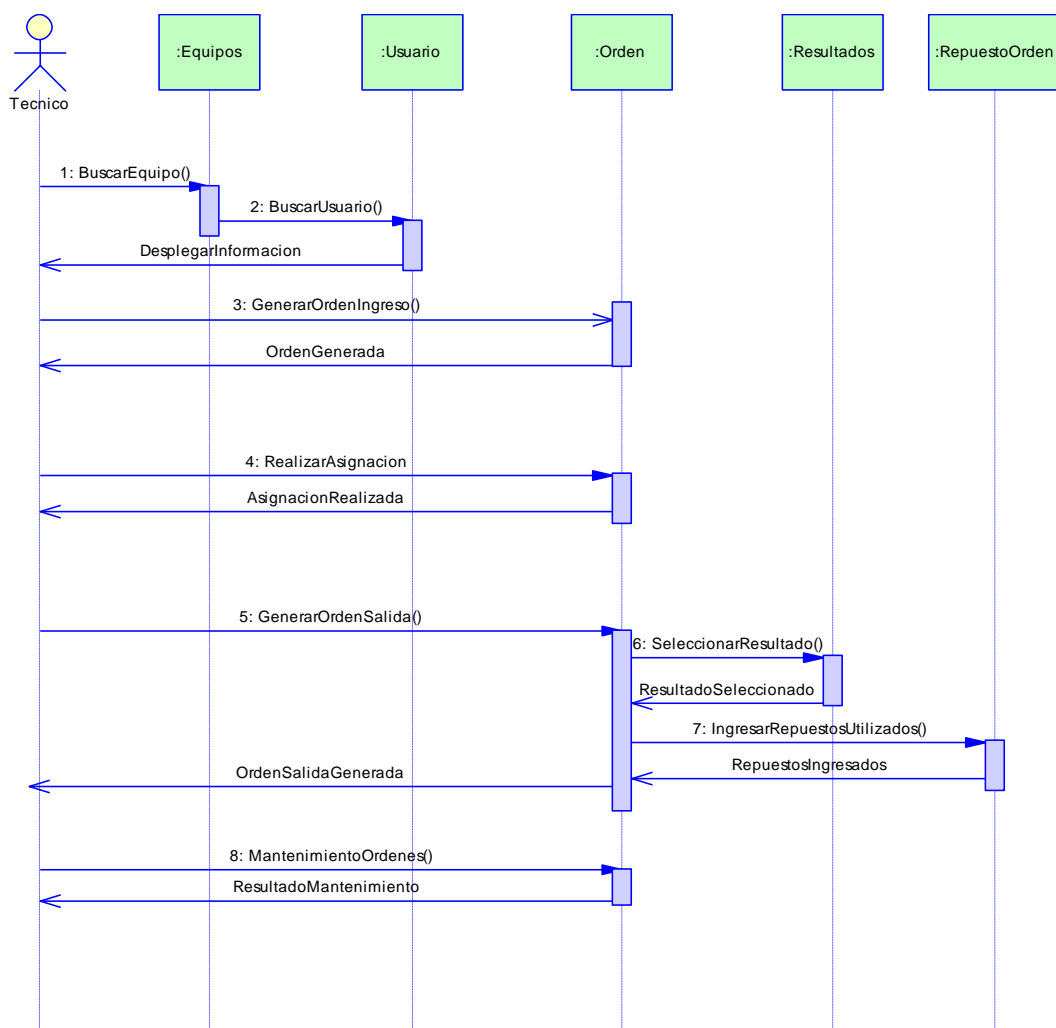 :Equipos
:Usuario
:Orden
:Resultados
:RepuestoOrden
Tecnico
1: BuscarEquipo()
2: BuscarUsuario()
DesplegarInformacion
3: GenerarOrdenIngreso()
OrdenGenerada
4: RealizarAsignacion
AsignacionRealizada
5: GenerarOrdenSalida()
6: SeleccionarResultado()
ResultadoSeleccionado
7: IngresarRepuestosUtilizados()
RepuestosIngresados
OrdenSalidaGenerada
8: MantenimientoOrdenes()
ResultadoMantenimiento